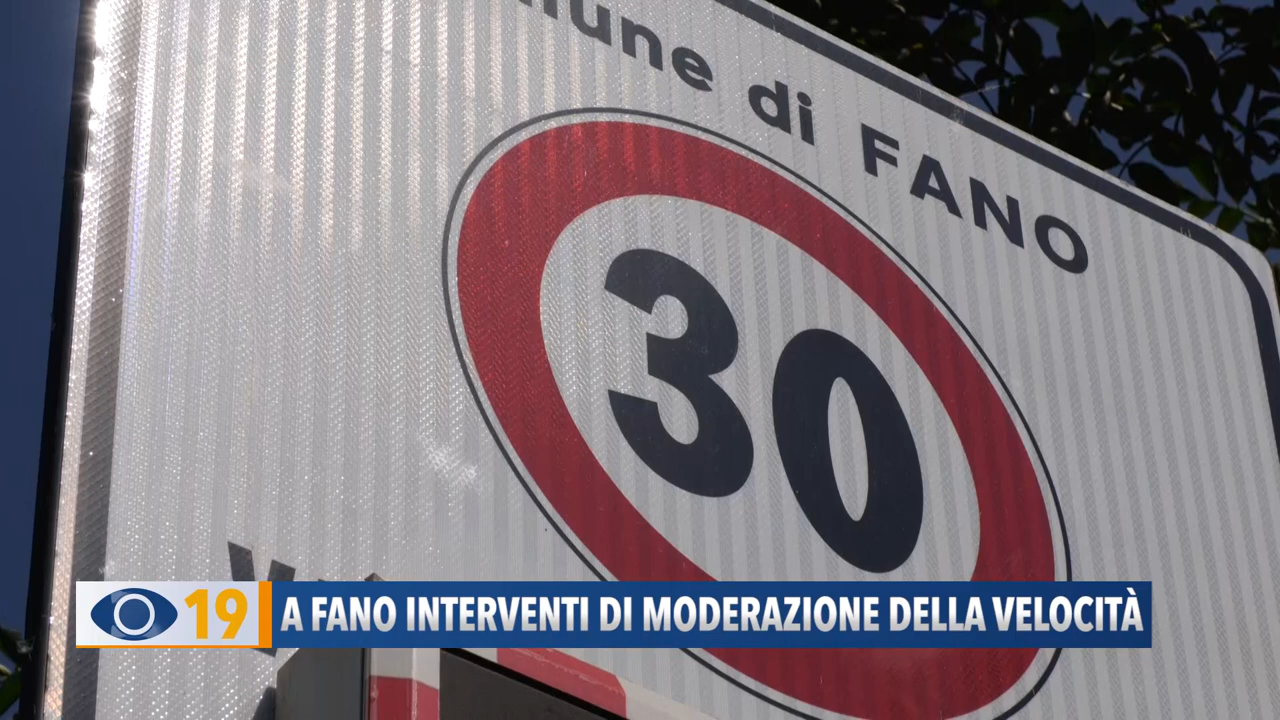 di FANO
30
19
A FANO INTERVENTI DI MODERAZIONE DELLA VELOCITÀ